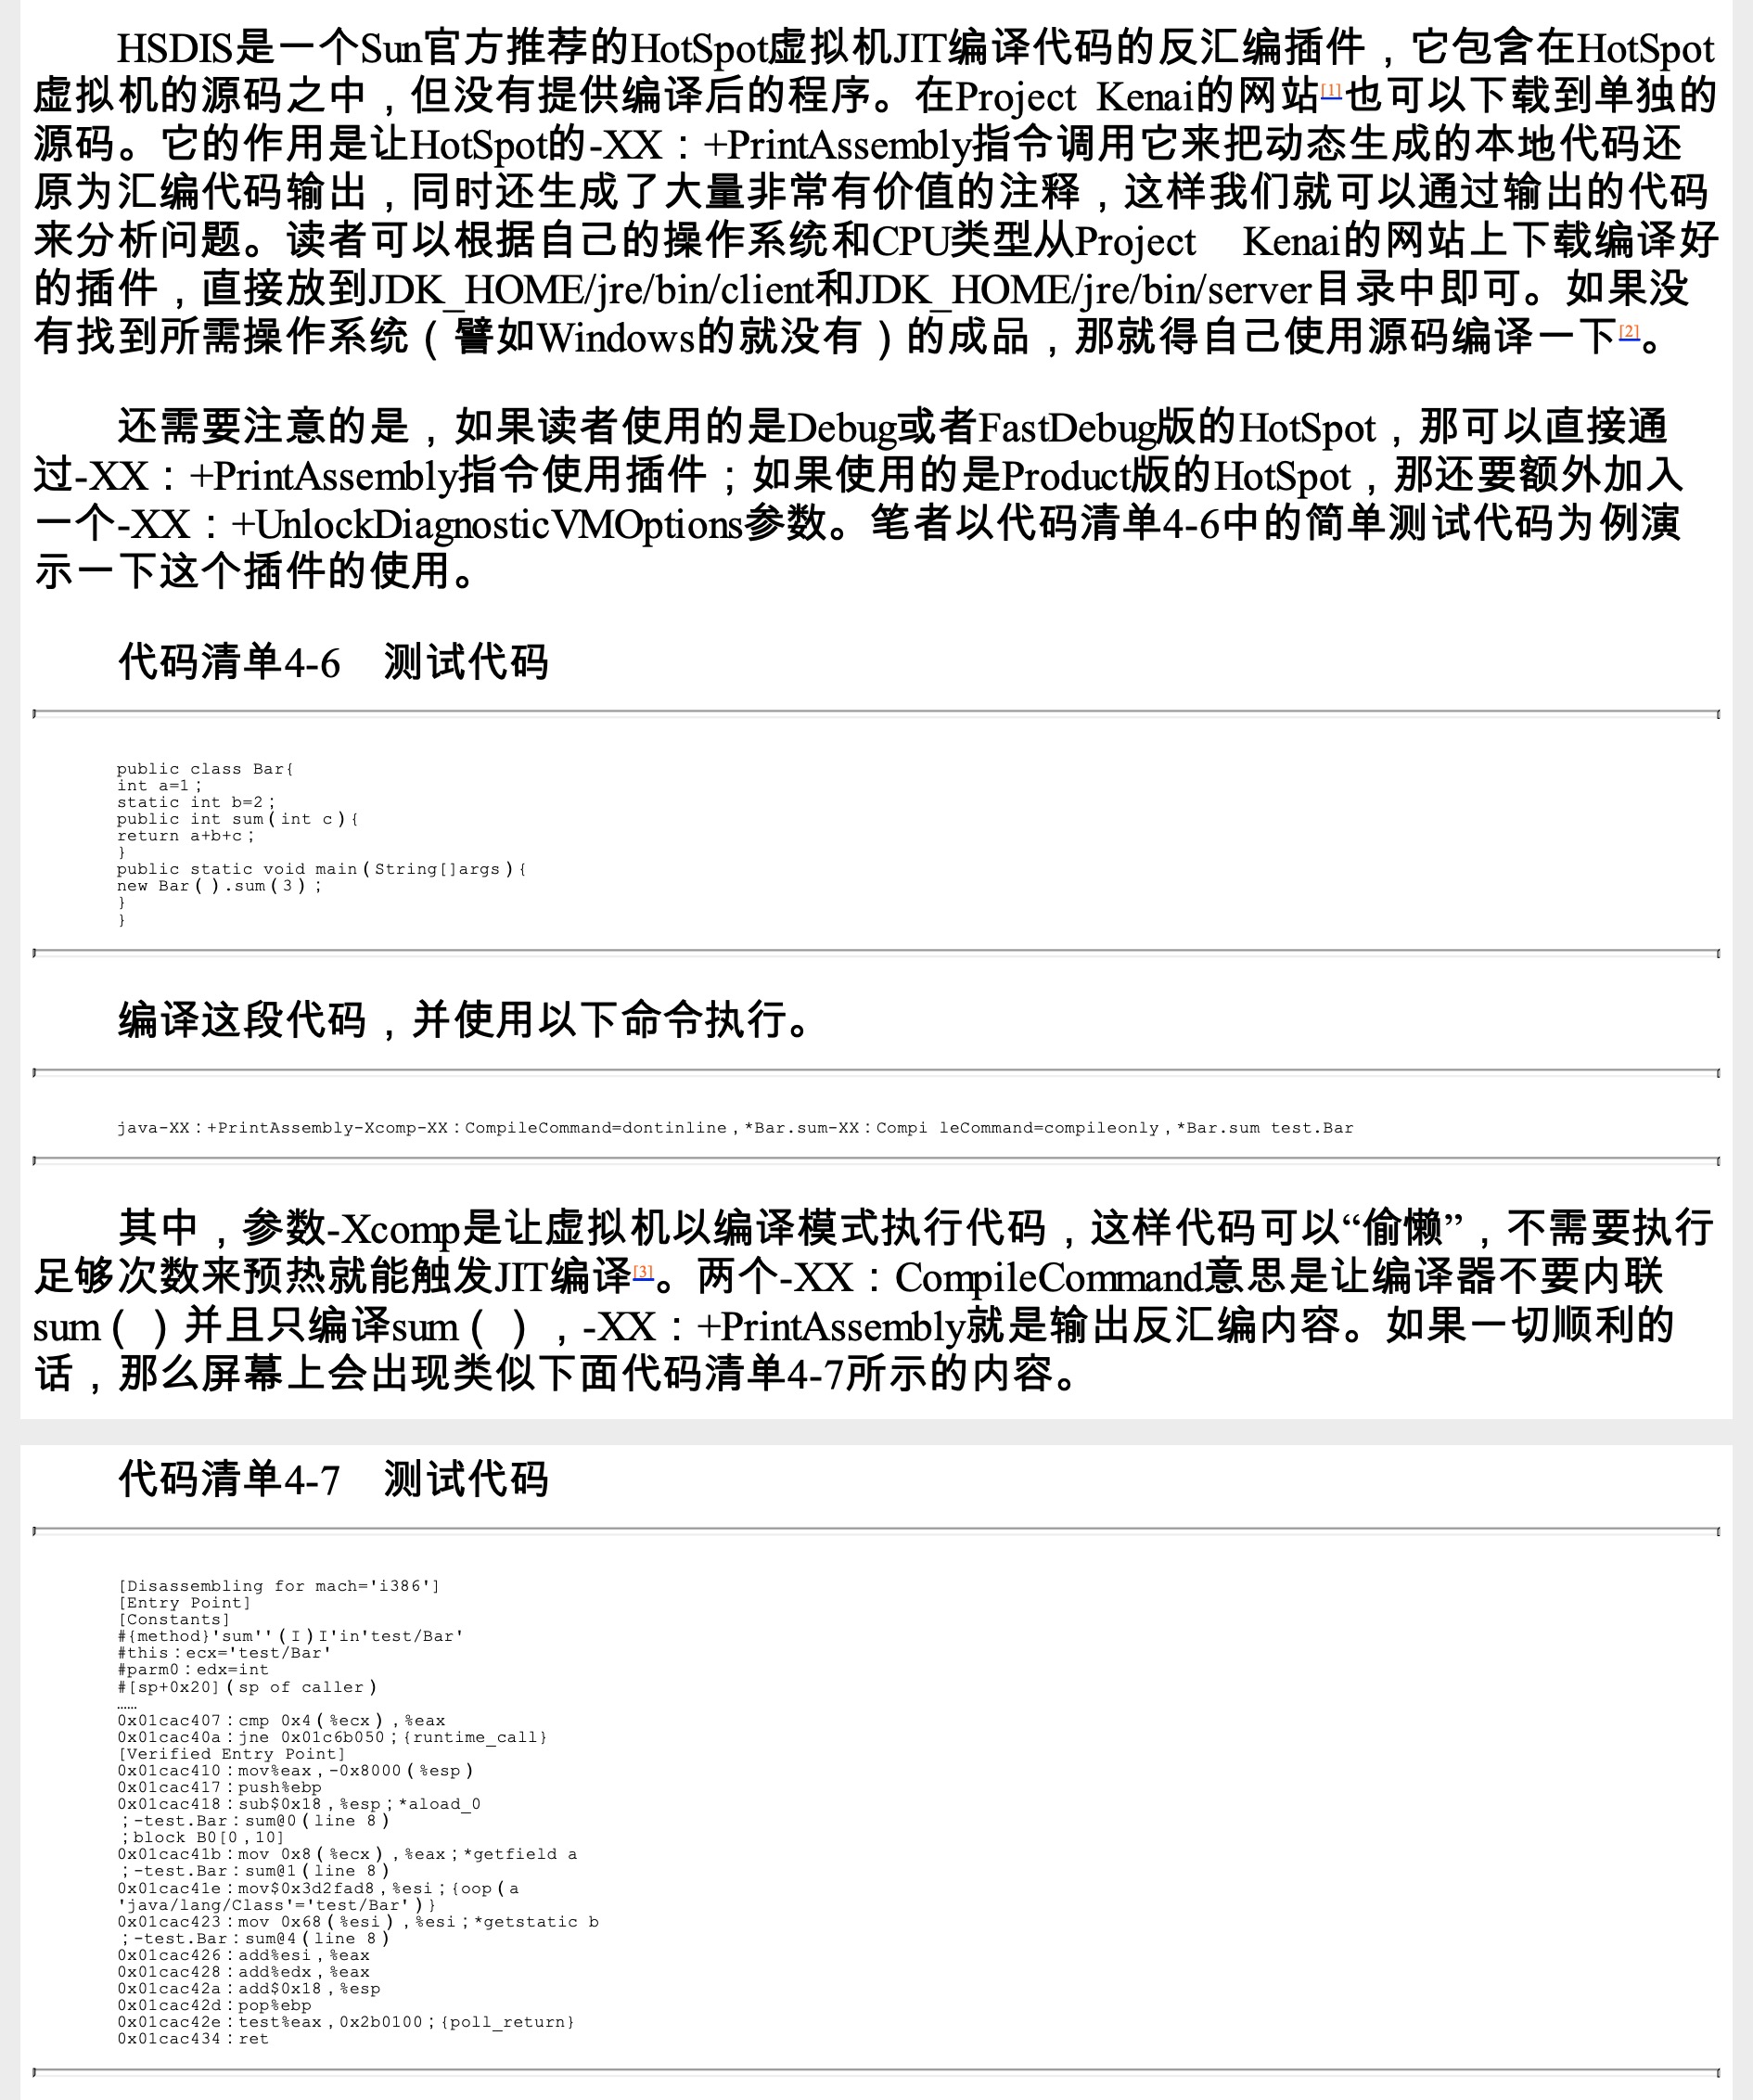 HSDIS是一个Sun官方推荐的HotSpot虚拟机JIT编译代码的反汇编插件，它包含在HotSpot
虚拟机的源码之中，但没有提供编译后的程序。在Project Kenai的网站[1]也可以下载到单独的
源码。它的作用是让HotSpot的-XX：+PrintAssembly指令调用它来把动态生成的本地代码还
原为汇编代码输出，同时还生成了大量非常有价值的注释，这样我们就可以通过输出的代码
来分析问题。读者可以根据自己的操作系统和CPU类型从Project Kenai的网站上下载编译好
的插件，直接放到JDK_HOME/jre/bin/client和JDK_HOME/jre/bin/server目录中即可。如果没
有找到所需操作系统（譬如Windows的就没有）的成品，那就得自己使用源码编译一下[2]。
还需要注意的是，如果读者使用的是Debug或者FastDebug版的HotSpot，那可以直接通
过-XX：+PrintAssembly指令使用插件；如果使用的是Product版的HotSpot，那还要额外加入
一个-XX：+UnlockDiagnosticVMOptions参数。笔者以代码清单4-6中的简单测试代码为例演
示一下这个插件的使用。
代码清单4-6 测试代码
public class Bar{
int a=1；
static int b=2；
public int sum（int c）{
return a+b+c；
}
public static void main（String[]args）{
new Bar（）.sum（3）；
}
}
编译这段代码，并使用以下命令执行。
java-XX：+PrintAssembly-Xcomp-XX：CompileCommand=dontinline，*Bar.sum-XX：Compi leCommand=compileonly，*Bar.sum test.Bar
其中，参数-Xcomp是让虚拟机以编译模式执行代码，这样代码可以“偷懒”，不需要执行
足够次数来预热就能触发JIT编译[3]。两个-XX：CompileCommand意思是让编译器不要内联
sum（ ）并且只编译sum（ ），-XX：+PrintAssembly就是输出反汇编内容。如果一切顺利的
话，那么屏幕上会出现类似下面代码清单4-7所示的内容。
代码清单4-7 测试代码
[Disassembling for mach='i386']
[Entry Point]
[Constants]
#{method}'sum''（I）I'in'test/Bar'
#this：ecx='test/Bar'
#parm0：edx=int
#[sp+0x20]（sp of caller）
……
0x01cac407：cmp 0x4（%ecx），%eax
0x01cac40a：jne 0x01c6b050；{runtime_call}
[Verified Entry Point]
0x01cac410：mov%eax，-0x8000（%esp）
0x01cac417：push%ebp
0x01cac418：sub$0x18，%esp；*aload_0
；-test.Bar：sum@0（line 8）
；block B0[0，10]
0x01cac41b：mov 0x8（%ecx），%eax；*getfield a
；-test.Bar：sum@1（line 8）
0x01cac41e：mov$0x3d2fad8，%esi；{oop（a
'java/lang/Class'='test/Bar'）}
0x01cac423：mov 0x68（%esi），%esi；*getstatic b
；-test.Bar：sum@4（line 8）
0x01cac426：add%esi，%eax
0x01cac428：add%edx，%eax
0x01cac42a：add$0x18，%esp
0x01cac42d：pop%ebp
0x01cac42e：test%eax，0x2b0100；{poll_return}
0x01cac434：ret